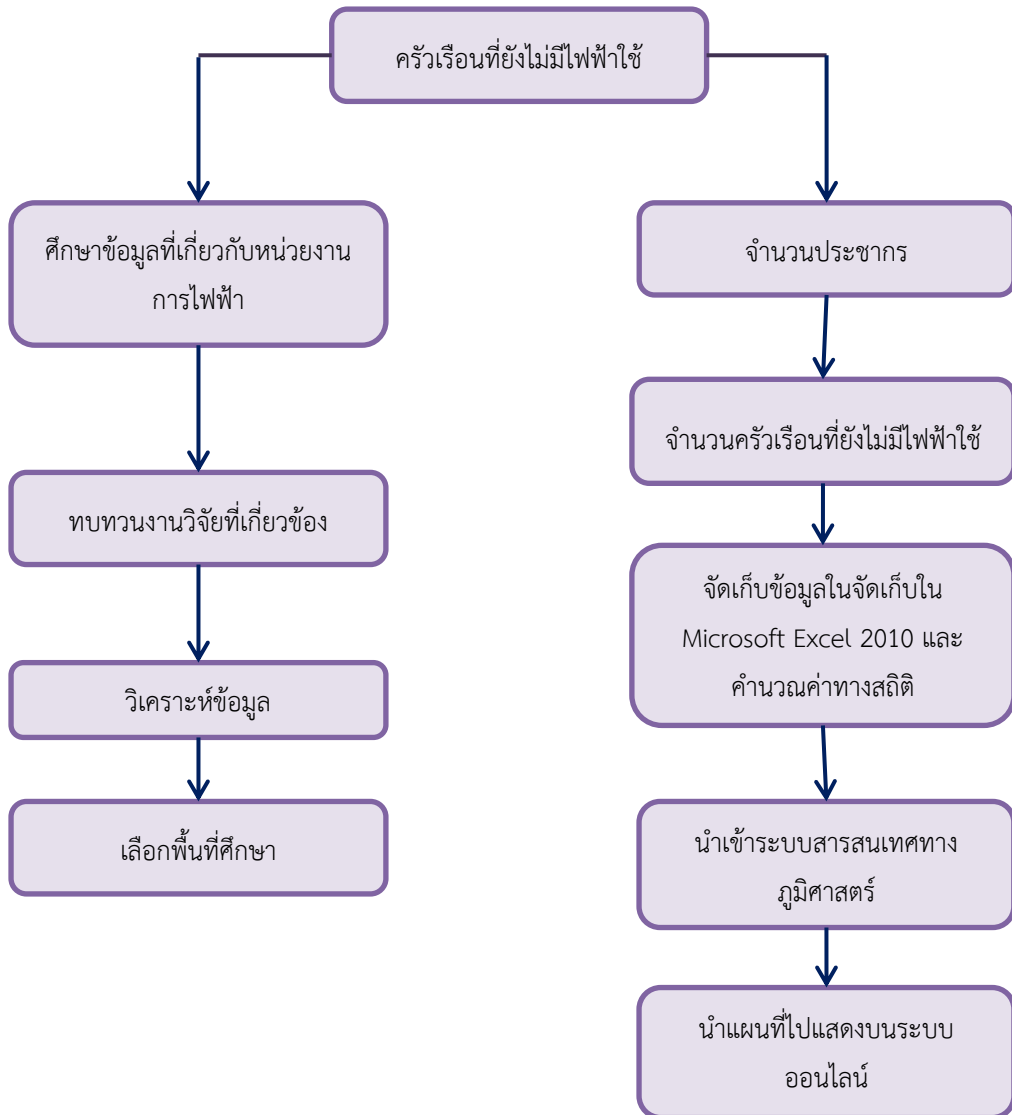 ครัวเรือนที่ยังไม่มีไฟฟ้าใช้
ศึกษาข้อมูลที่เกี่ยวกับหน่วยงาน
การไฟฟ้า
ทบทวนงานวิจัยที่เกี่ยวข้อง
วิเคราะห์ข้อมูล
เลือกพื้นที่ศึกษา
จำนวนประชากร
จำนวนครัวเรือนที่ยังไม่มีไฟฟ้าใช้
จัดเก็บข้อมูลในจัดเก็บใน
Microsoft Excel 2010 และ
คำนวณค่าทางสถิติ
นำเข้าระบบสารสนเทศทาง
ภูมิศาสตร์
นำแผนที่ไปแสดงบนระบบ
ออนไลน์